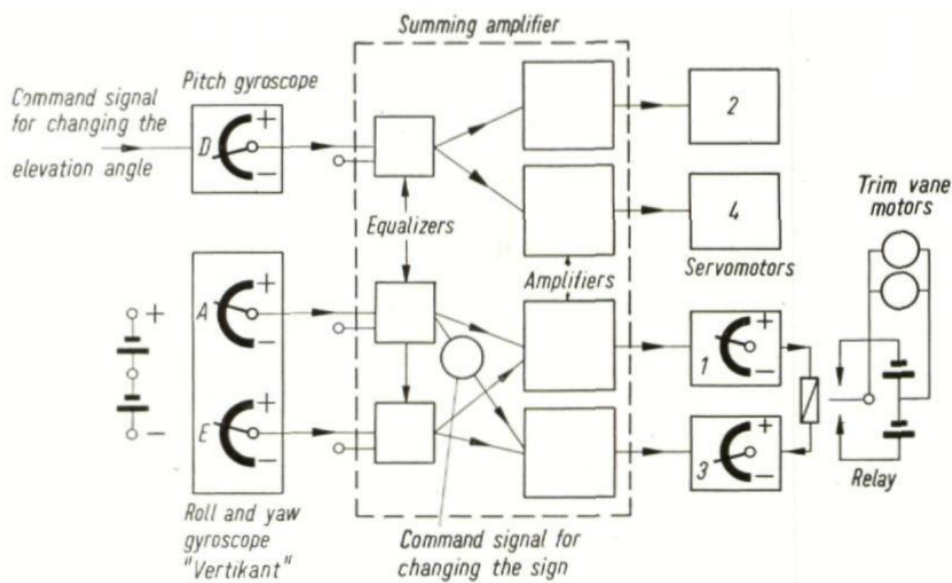 Summing amplifier
Pitch gyroscope
Command signal
for changing the
elevation angle
D
+
−
2
4
Servomotors
Trim vane
motors
Equalizers
Amplifiers
+
−
A
+
−
E
+
−
1
+
−
3
+
−
Relay
Roll and yaw
gyroscope
"Vertikant"
Command signal for
changing the sign